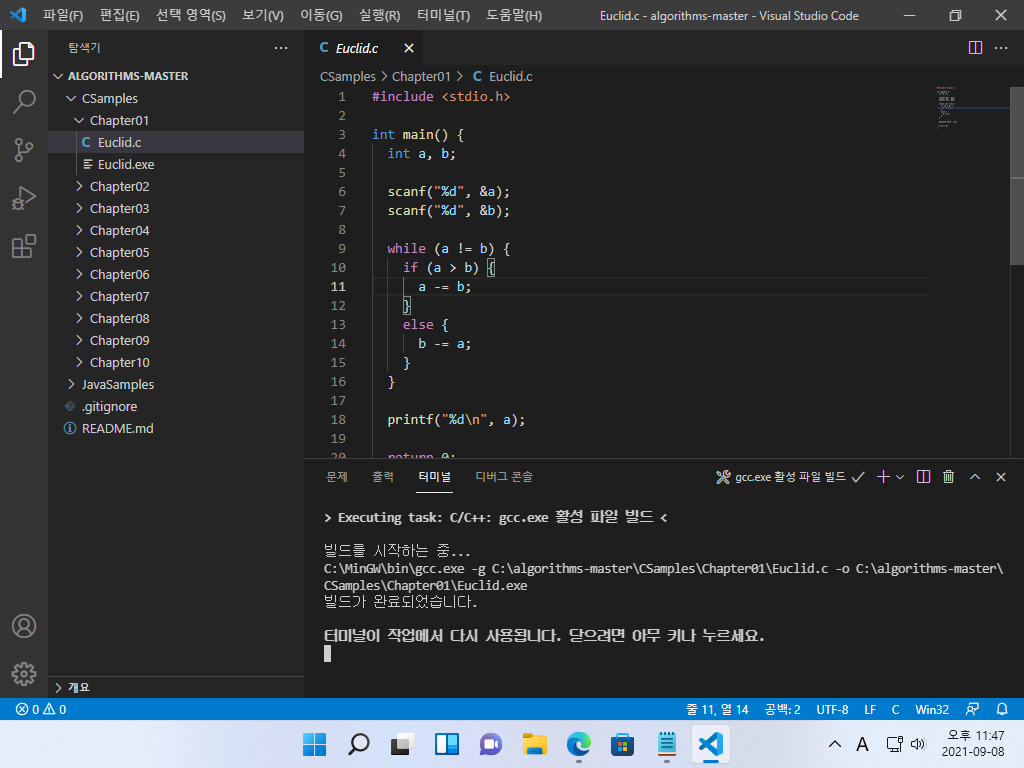 파일(F) 편집(E) 선택 영역(S) 보기(V) 이동(G) 실행(R) 터미널(T) 도움말(H) Euclid.c - algorithms-master - Visual Studio Code
탐색기
ALGORITHMS-MASTER
CSamples
Chapter01
C Euclid.c
Euclid.exe
Chapter02
Chapter03
Chapter04
Chapter05
Chapter06
Chapter07
Chapter08
Chapter09
Chapter10
JavaSamples
.gitignore
README.md
개요
C Euclid.c
CSamples > Chapter01 > C Euclid.c
1 #include <stdio.h>
2
3 int main() {
4 int a, b;
5
6 scanf("%d", &a);
7 scanf("%d", &b);
8
9 while (a != b) {
10 if (a > b) {
11 a -= b;
12 }
13 else {
14 b -= a;
15 }
16 }
17
18 printf("%d\n", a);
19
20 return 0;
문제 출력 터미널 디버그 콘솔 gcc.exe 활성 파일 빌드
> Executing task: C/C++: gcc.exe 활성 파일 빌드 <
빌드를 시작하는 중...
C:\MinGW\bin\gcc.exe -g C:\algorithms-master\CSamples\Chapter01\Euclid.c -o C:\algorithms-master\
CSamples\Chapter01\Euclid.exe
빌드가 완료되었습니다.
터미널이 작업에서 다시 사용됩니다. 닫으려면 아무 키나 누르세요.
0 0 줄 11, 열 14 공백: 2 UTF-8 LF C Win32
A
오후 11:47
2021-09-08